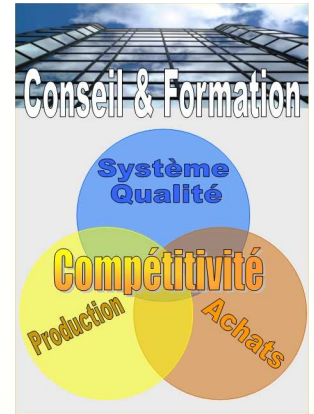 Conseil & Formation
Système
Qualité
Compétitivité
Production
Achats